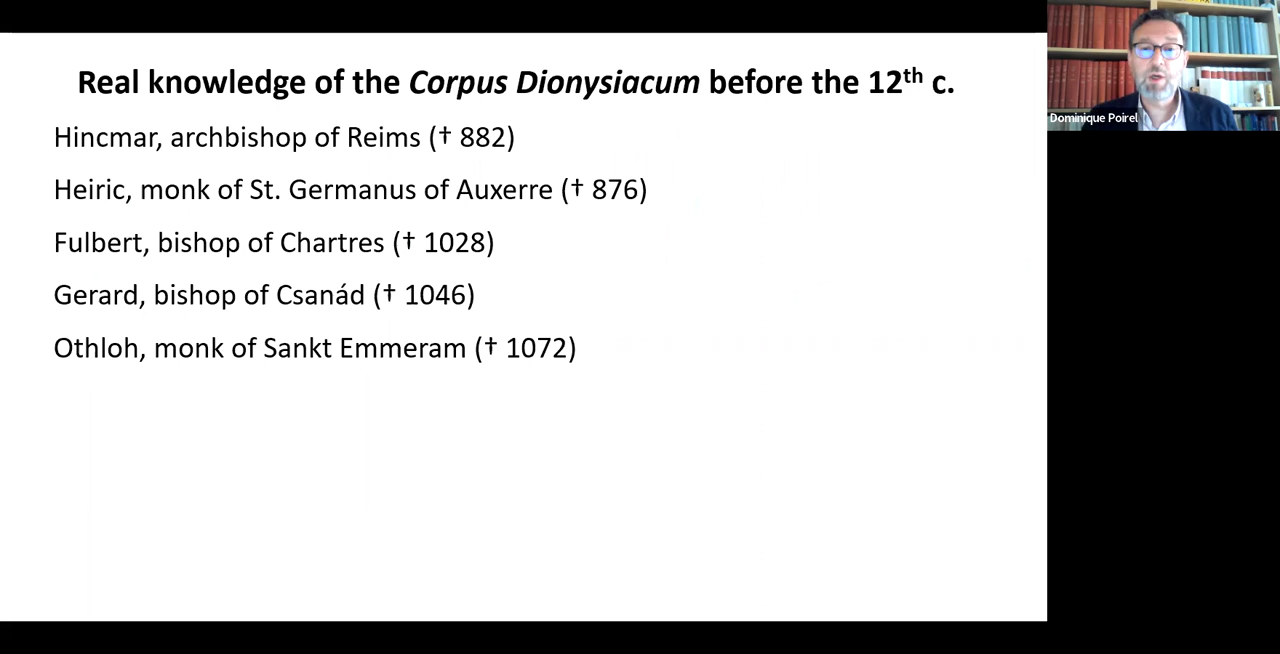 Real knowledge of the Corpus Dionysiacum before the 12th c.
Hincmar, archbishop of Reims († 882)
Heiric, monk of St. Germanus of Auxerre († 876)
Fulbert, bishop of Chartres († 1028)
Gerard, bishop of Csanád († 1046)
Othloh, monk of Sankt Emmeram († 1072)
Dominique Poirel